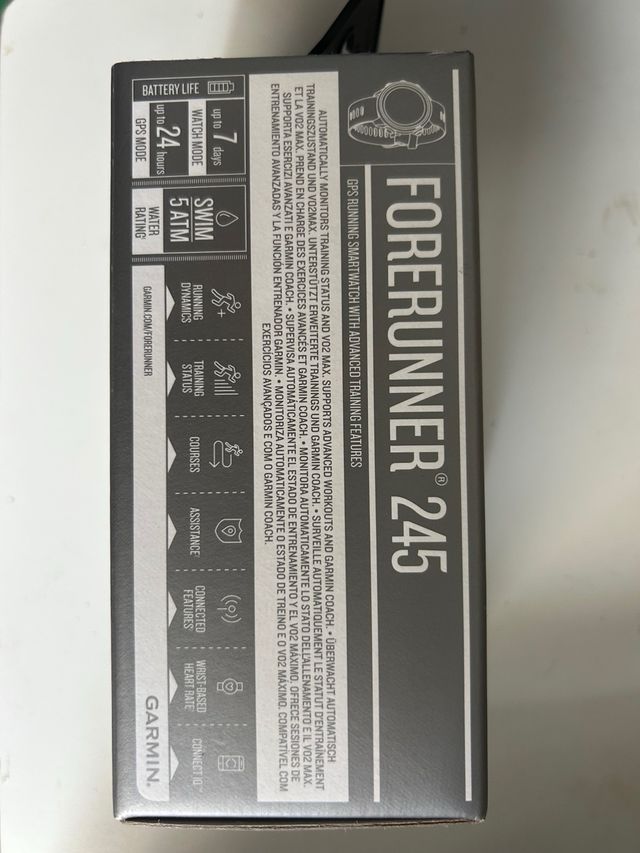 FORERUNNER® 245
GPS RUNNING SMARTWATCH WITH ADVANCED TRAINING FEATURES
AUTOMATICALLY MONITORS TRAINING STATUS AND VO2 MAX. SUPPORTS ADVANCED WORKOUTS AND GARMIN COACH. • ÜBERWACHT AUTOMATISCH
TRAININGSZUSTAND UND VO2MAX. UNTERSTÜTZT ERWEITERTE TRAININGS UND GARMIN COACH. • SURVEILLE AUTOMATIQUEMENT LE STATUT D'ENTRAÎNEMENT
ET LA VO2 MAX. PREND EN CHARGE DES EXERCICES AVANCÉS ET GARMIN COACH. • MONITORA AUTOMATICAMENTE LO STATO DELL'ALLENAMENTO E IL VO2 MAX.
SUPPORTA ESERCIZI AVANZATI E GARMIN COACH. • SUPERVISA AUTOMÁTICAMENTE EL ESTADO DE ENTRENAMIENTO Y EL VO2 MÁXIMO. OFRECE SESIONES DE
ENTRENAMIENTO AVANZADAS Y LA FUNCIÓN ENTRENADOR GARMIN. • MONITORIZA AUTOMATICAMENTE O ESTADO DE TREINO E O VO2 MÁXIMO. COMPATÍVEL COM
EXERCÍCIOS AVANÇADOS E COM O GARMIN COACH.
BATTERY LIFE
up to 7 days
WATCH MODE
up to 24 hours
GPS MODE
SWIM
5 ATM
WATER
RATING
RUNNING
DYNAMICS
TRAINING
STATUS
COURSES
ASSISTANCE
CONNECTED
FEATURES
WRIST-BASED
HEART RATE
CONNECT IQ
GARMIN.COM/FORERUNNER
GARMIN.